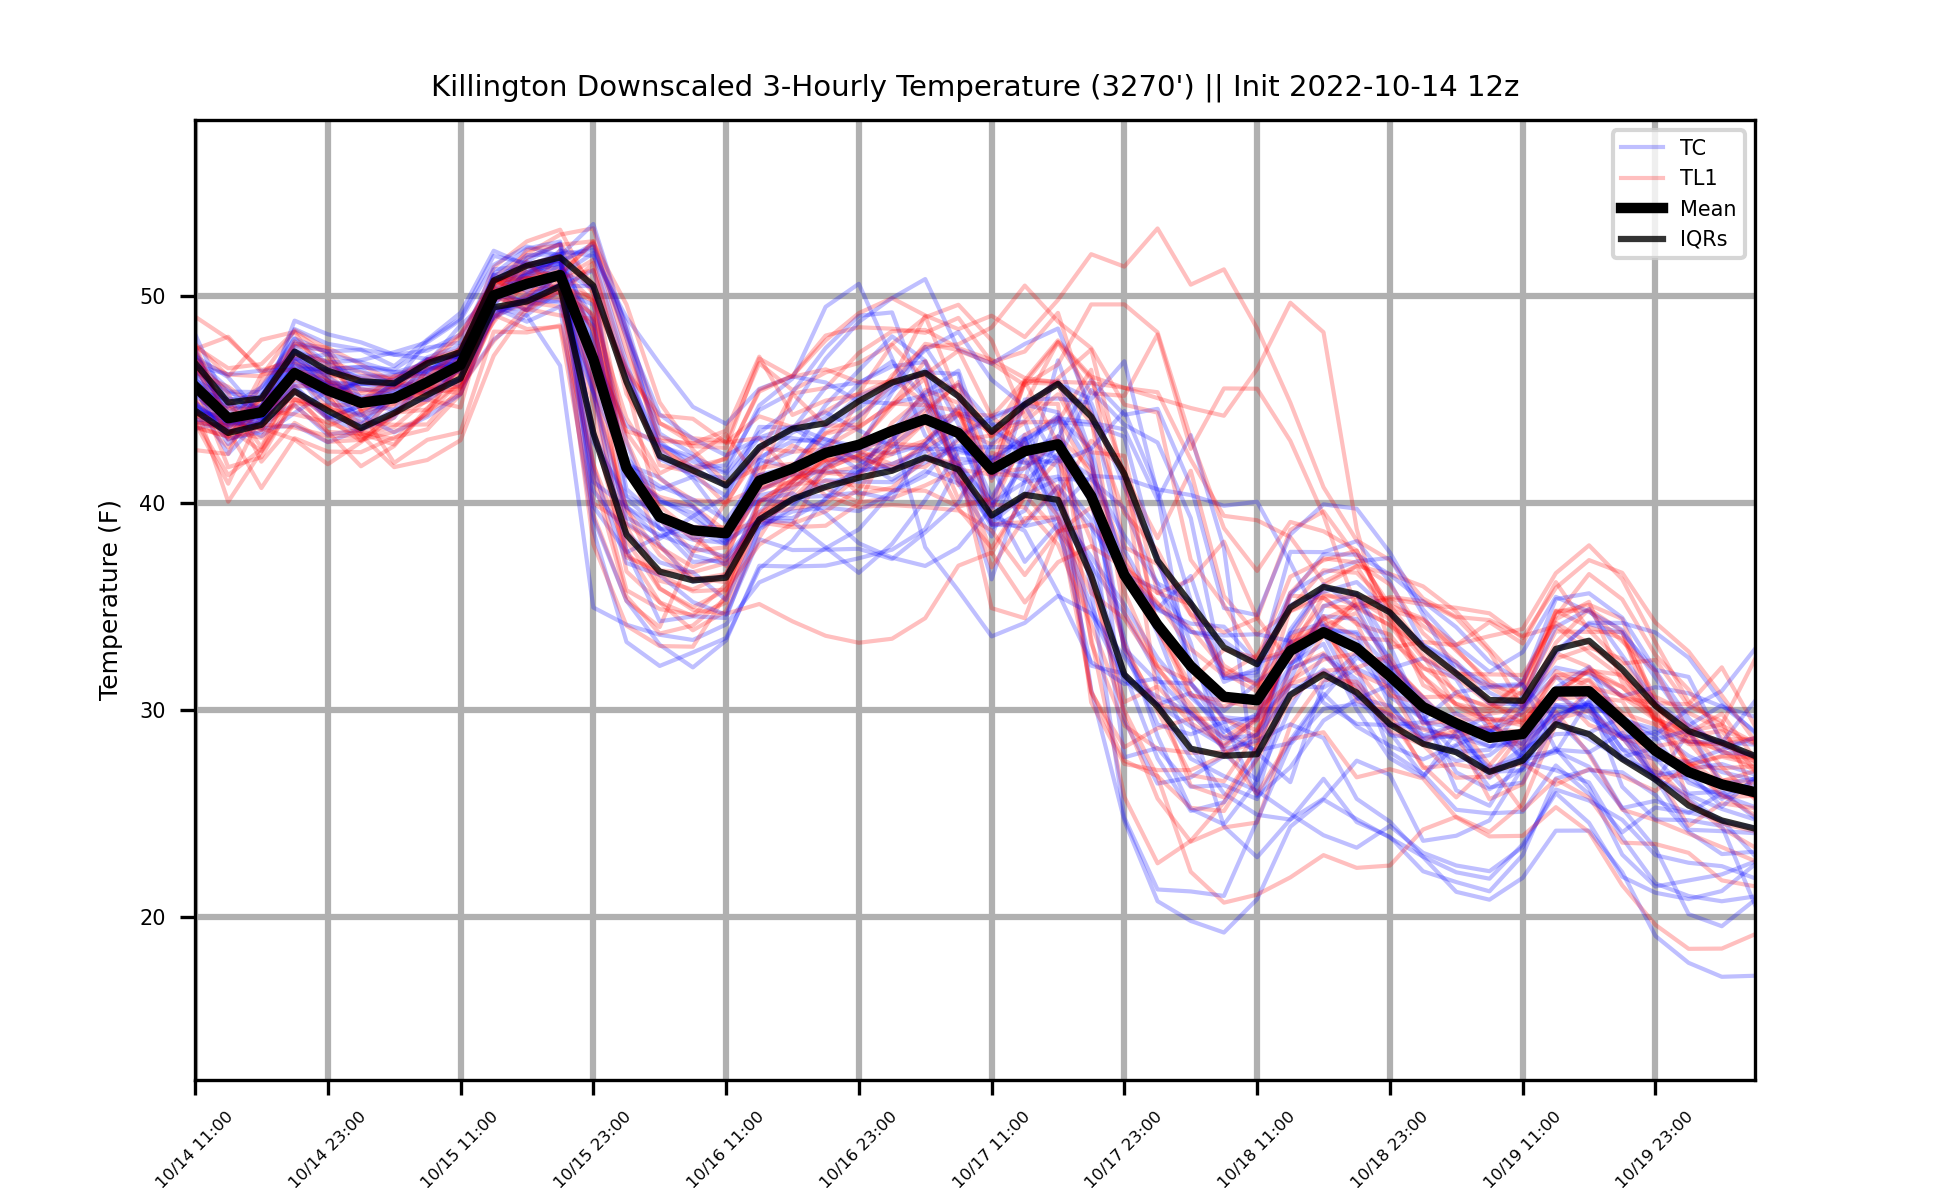 Killington Downscaled 3-Hourly Temperature (3270') || Init 2022-10-14 12z
TC
TL1
Mean
IQRs
Temperature (F)
50
40
30
20
10/14 11:00
10/14 23:00
10/15 11:00
10/15 23:00
10/16 11:00
10/16 23:00
10/17 11:00
10/17 23:00
10/18 11:00
10/18 23:00
10/19 11:00
10/19 23:00